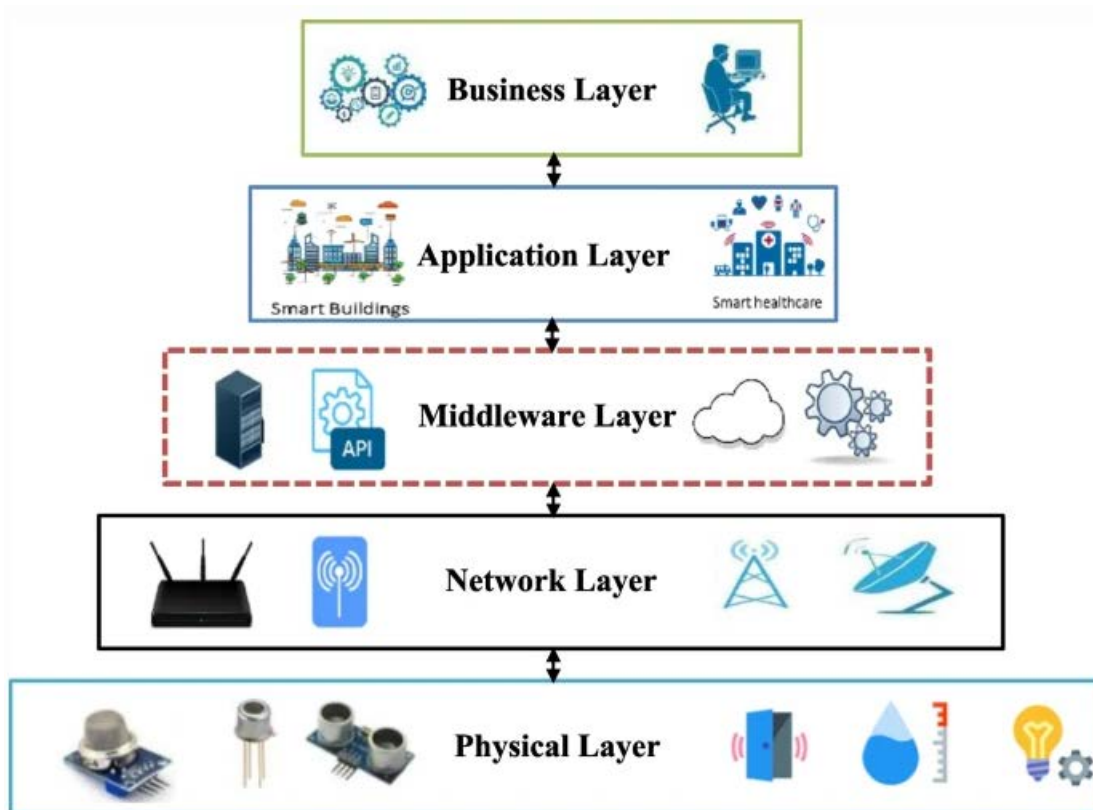 Business Layer
Application Layer
Smart Buildings
Smart healthcare
Middleware Layer
API
Network Layer
Physical Layer